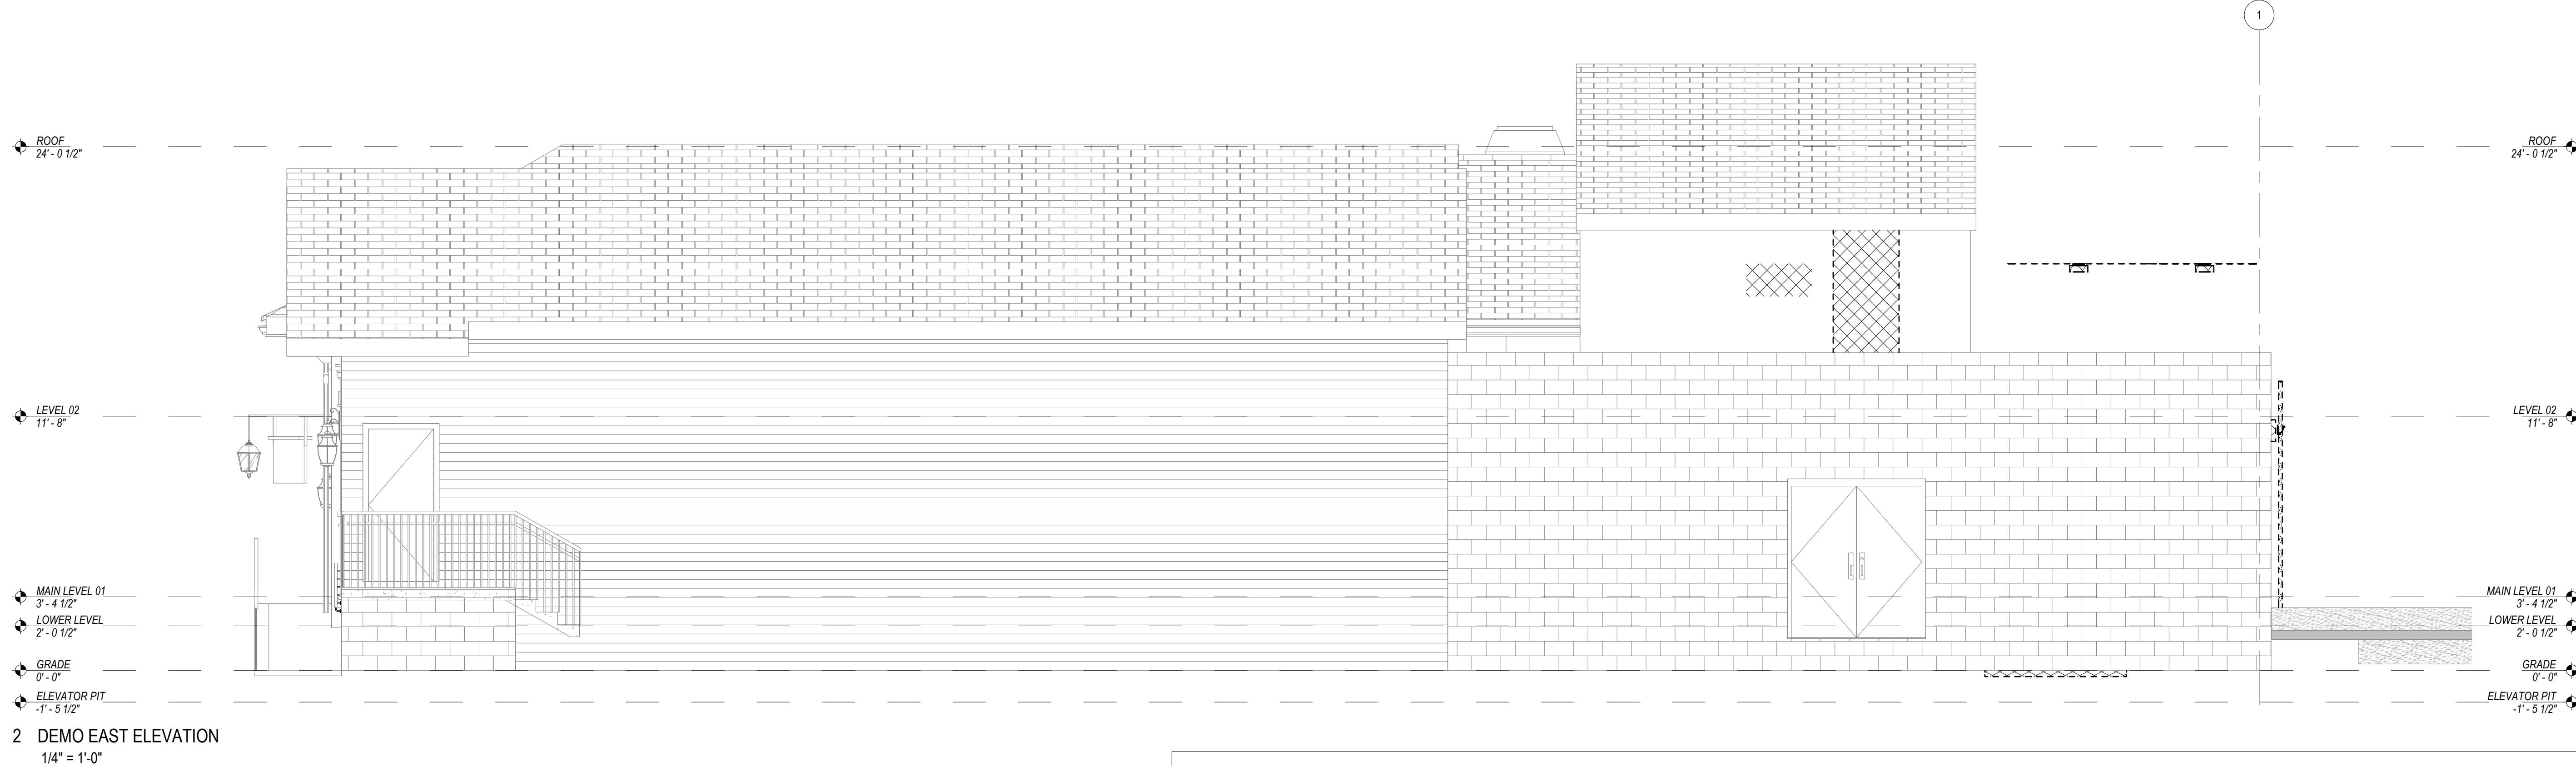 1
ROOF
24' - 0 1/2"
ROOF
24' - 0 1/2"
LEVEL 02
11' - 8"
LEVEL 02
11' - 8"
MAIN LEVEL 01
3' - 4 1/2"
MAIN LEVEL 01
3' - 4 1/2"
LOWER LEVEL
2' - 0 1/2"
LOWER LEVEL
2' - 0 1/2"
GRADE
0' - 0"
GRADE
0' - 0"
ELEVATOR PIT
-1' - 5 1/2"
ELEVATOR PIT
-1' - 5 1/2"
2 DEMO EAST ELEVATION
1/4" = 1'-0"